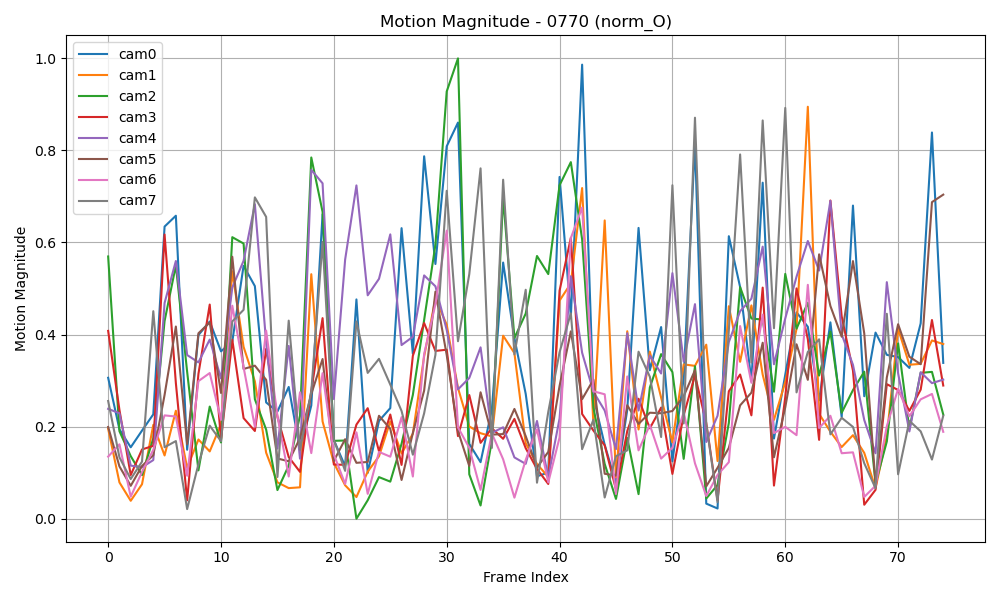 Motion Magnitude - 0770 (norm_O)
cam0
cam1
cam2
cam3
cam4
cam5
cam6
cam7
Motion Magnitude
1.0
0.8
0.6
0.4
0.2
0.0
0 10 20 30 40 50 60 70
Frame Index